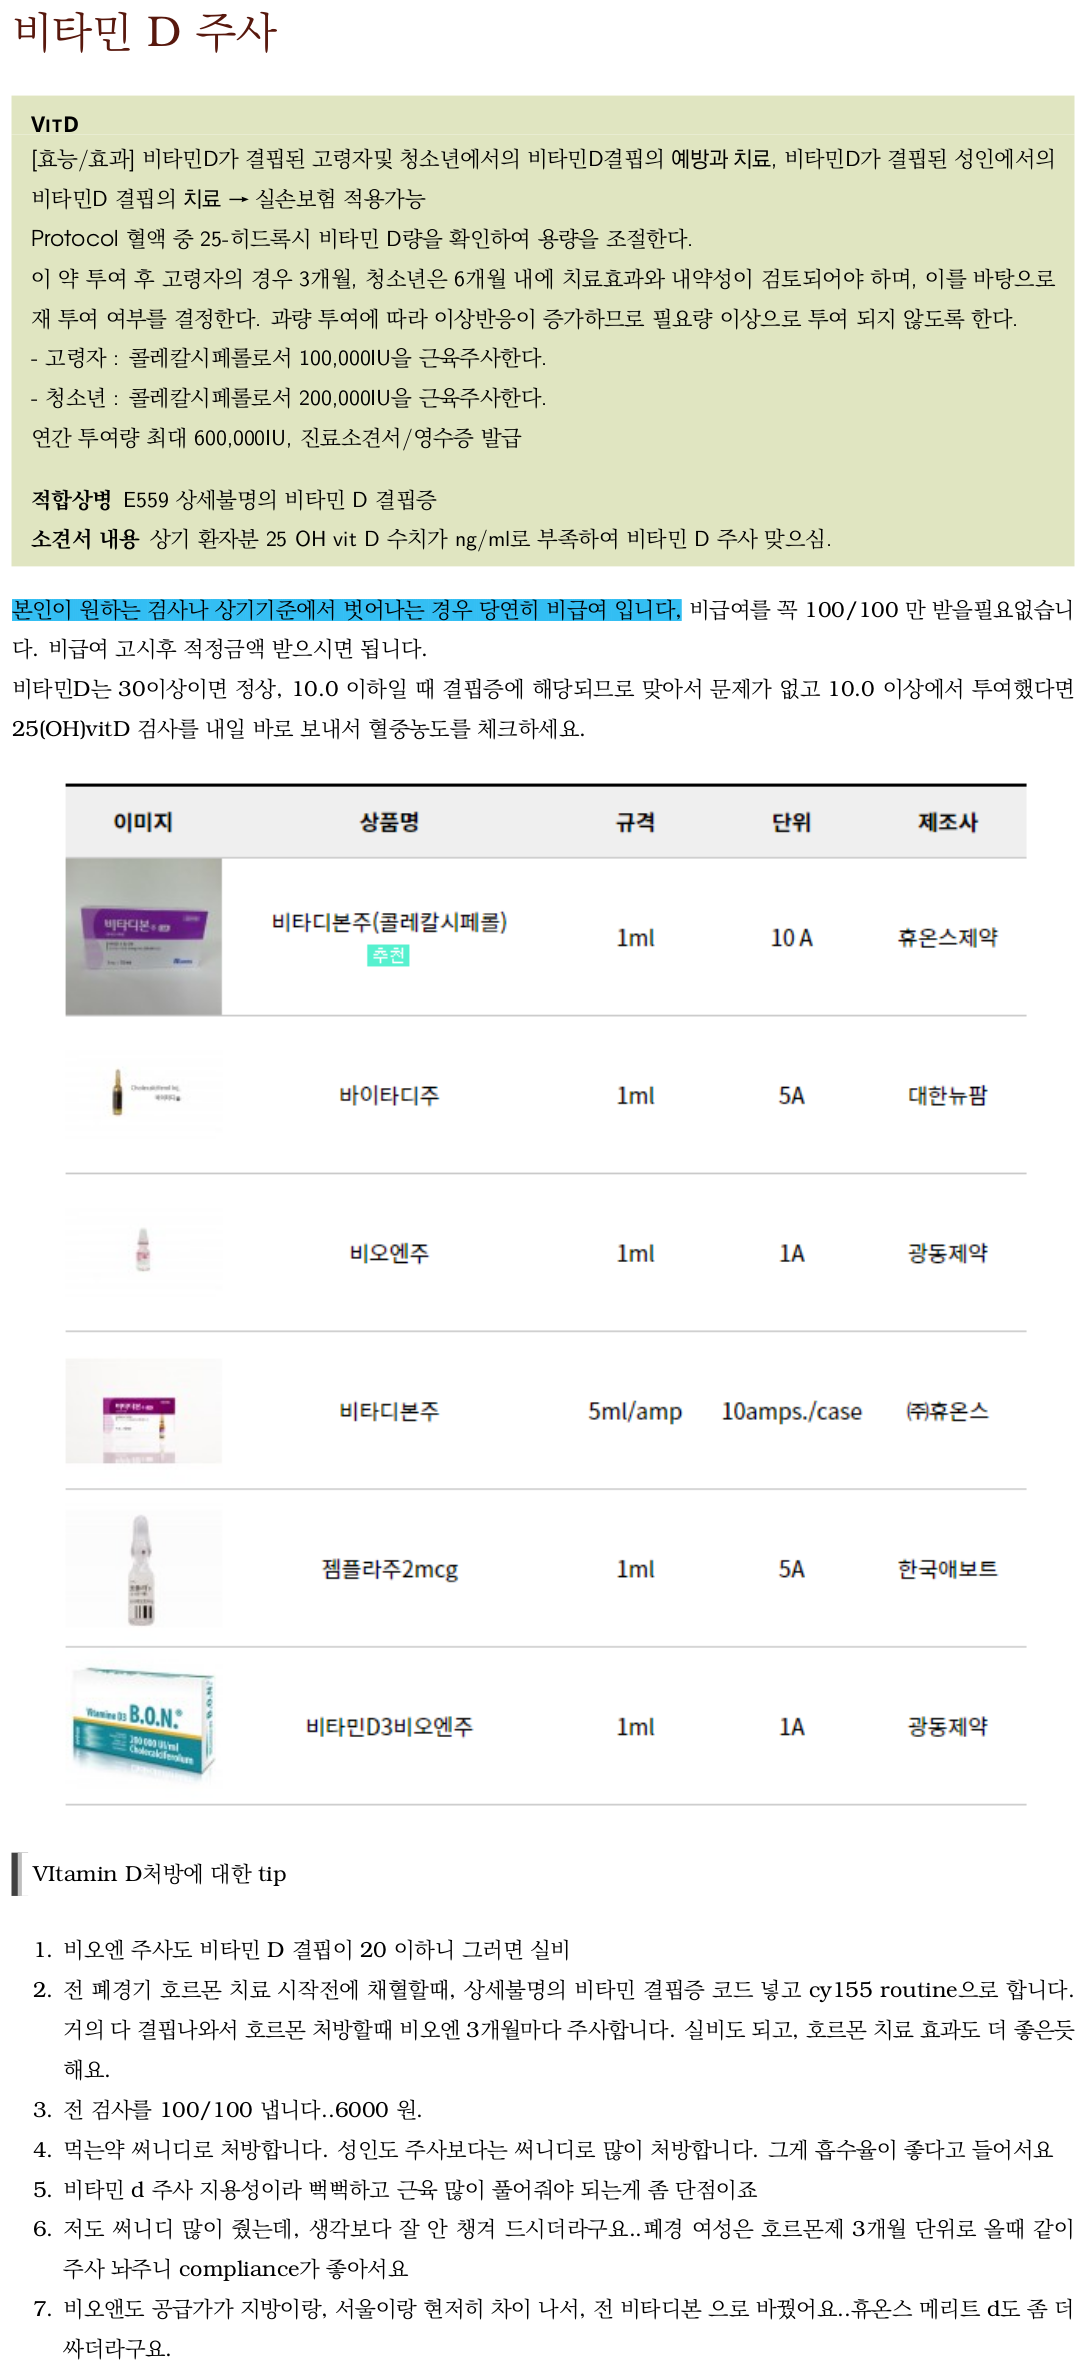 비타민 D 주사
VITD
[효능/효과] 비타민D가 결핍된 고령자및 청소년에서의 비타민D결핍의 예방과 치료, 비타민D가 결핍된 성인에서의
비타민D 결핍의 치료 → 실손보험 적용가능
Protocol 혈액 중 25-히드록시 비타민 D량을 확인하여 용량을 조절한다.
이 약 투여 후 고령자의 경우 3개월, 청소년은 6개월 내에 치료효과와 내약성이 검토되어야 하며, 이를 바탕으로
재 투여 여부를 결정한다. 과량 투여에 따라 이상반응이 증가하므로 필요량 이상으로 투여 되지 않도록 한다.
- 고령자 : 콜레칼시페롤로서 100,000IU을 근육주사한다.
- 청소년 : 콜레칼시페롤로서 200,000IU을 근육주사한다.
연간 투여량 최대 600,000IU, 진료소견서/영수증 발급
적합상병 E559 상세불명의 비타민 D 결핍증
소견서 내용 상기 환자분 25 OH vit D 수치가 ng/ml로 부족하여 비타민 D 주사 맞으심.
본인이 원하는 검사나 상기기준에서 벗어나는 경우 당연히 비급여 입니다, 비급여를 꼭 100/100 만 받을필요없습니
다. 비급여 고시후 적정금액 받으시면 됩니다.
비타민D는 30이상이면 정상, 10.0 이하일 때 결핍증에 해당되므로 맞아서 문제가 없고 10.0 이상에서 투여했다면
25(OH)vitD 검사를 내일 바로 보내서 혈중농도를 체크하세요.
이미지 상품명 규격 단위 제조사
비타디본주
비타디본주(콜레칼시페롤) 1ml 10 A 휴온스제약
추천
바이타디주 1ml 5A 대한뉴팜
비오엔주 1ml 1A 광동제약
비타디본주 5ml/amp 10amps./case ㈜휴온스
젬플라주2mcg 1ml 5A 한국애보트
Vitamine D3 B.O.N.®
200 000 UI/ml
Cholecalciferolum
비타민D3비오엔주 1ml 1A 광동제약
VItamin D처방에 대한 tip
1. 비오엔 주사도 비타민 D 결핍이 20 이하니 그러면 실비
2. 전 폐경기 호르몬 치료 시작전에 채혈할때, 상세불명의 비타민 결핍증 코드 넣고 cy155 routine으로 합니다.
거의 다 결핍나와서 호르몬 처방할때 비오엔 3개월마다 주사합니다. 실비도 되고, 호르몬 치료 효과도 더 좋은듯
해요.
3. 전 검사를 100/100 냅니다..6000 원.
4. 먹는약 써니디로 처방합니다. 성인도 주사보다는 써니디로 많이 처방합니다. 그게 흡수율이 좋다고 들어서요
5. 비타민 d 주사 지용성이라 뻑뻑하고 근육 많이 풀어줘야 되는게 좀 단점이죠
6. 저도 써니디 많이 줬는데, 생각보다 잘 안 챙겨 드시더라구요..폐경 여성은 호르몬제 3개월 단위로 올때 같이
주사 놔주니 compliance가 좋아서요
7. 비오앤도 공급가가 지방이랑, 서울이랑 현저히 차이 나서, 전 비타디본 으로 바꿨어요..휴온스 메리트 d도 좀 더
싸더라구요.